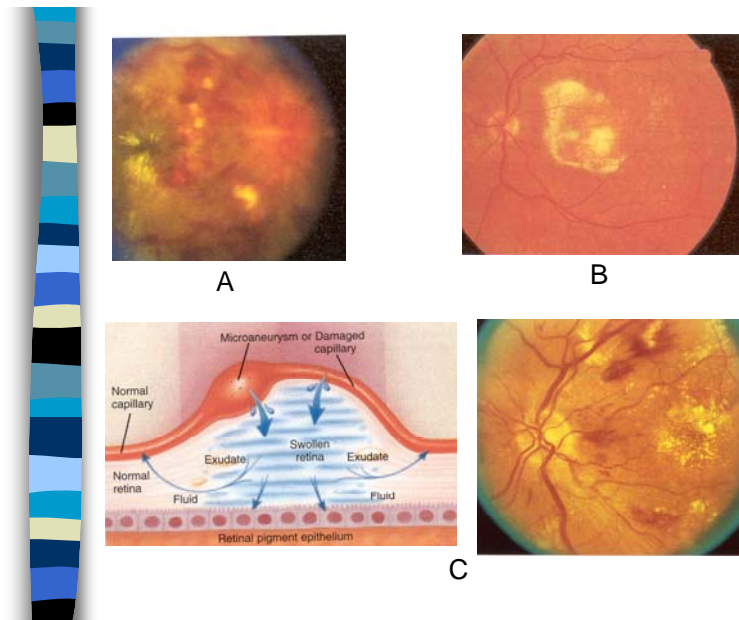 A
B
Microaneurysm or Damaged
capillary
Normal
capillary
Swollen
retina
Exudate
Exudate
Normal
retina
Fluid
Fluid
Retinal pigment epithelium
C